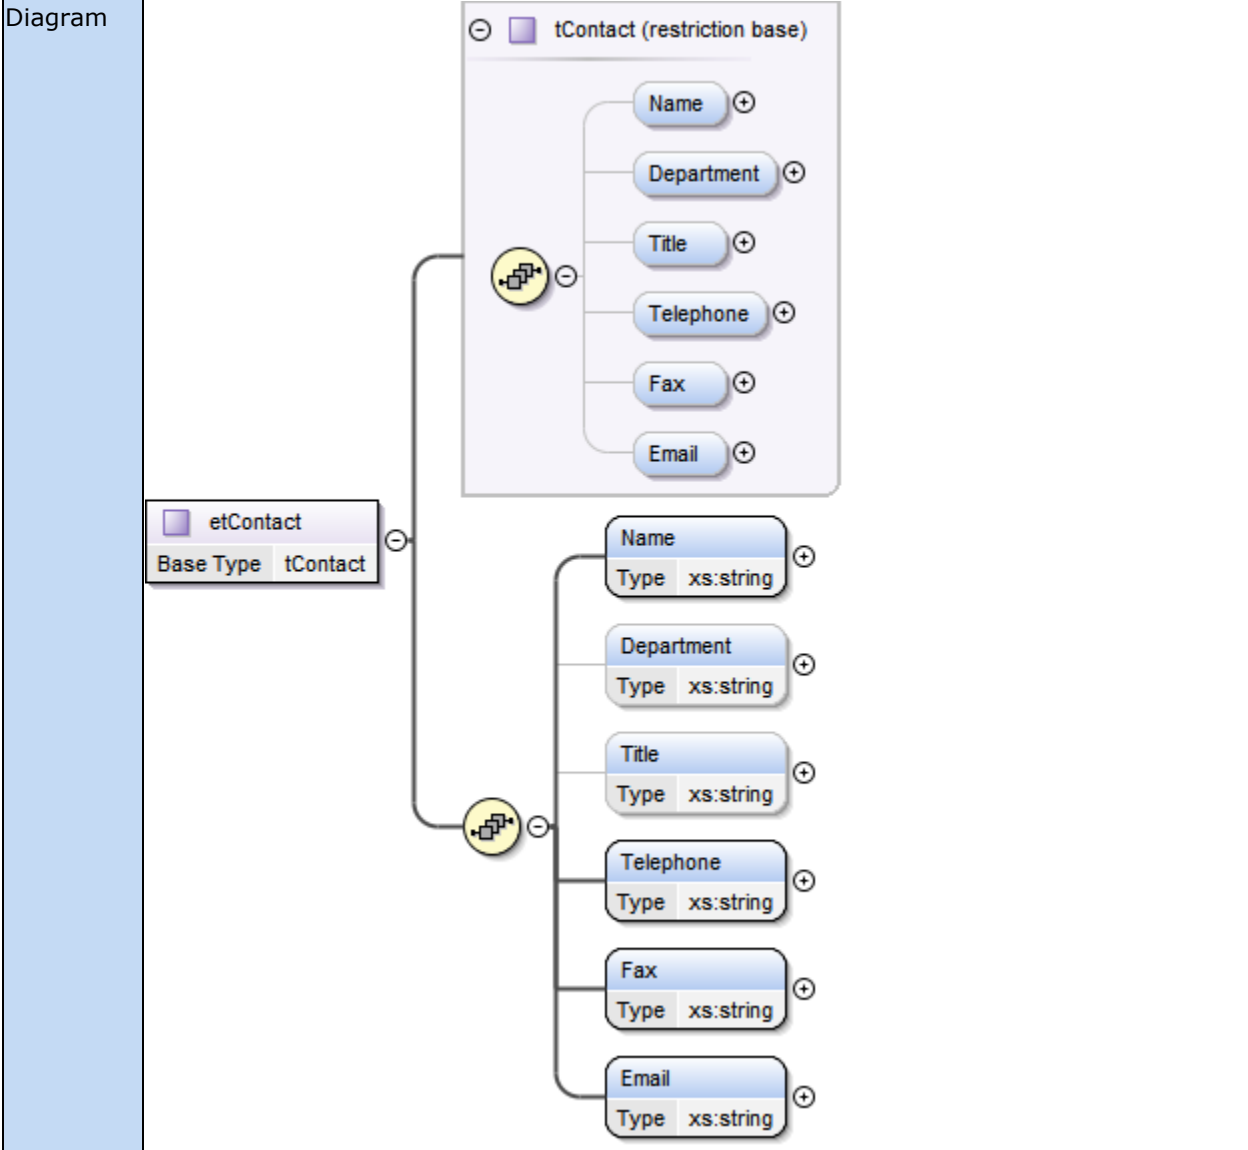 Diagram
tContact (restriction base)
Name
Department
Title
Telephone
Fax
Email
etContact
Base Type tContact
Name
Type xs:string
Department
Type xs:string
Title
Type xs:string
Telephone
Type xs:string
Fax
Type xs:string
Email
Type xs:string